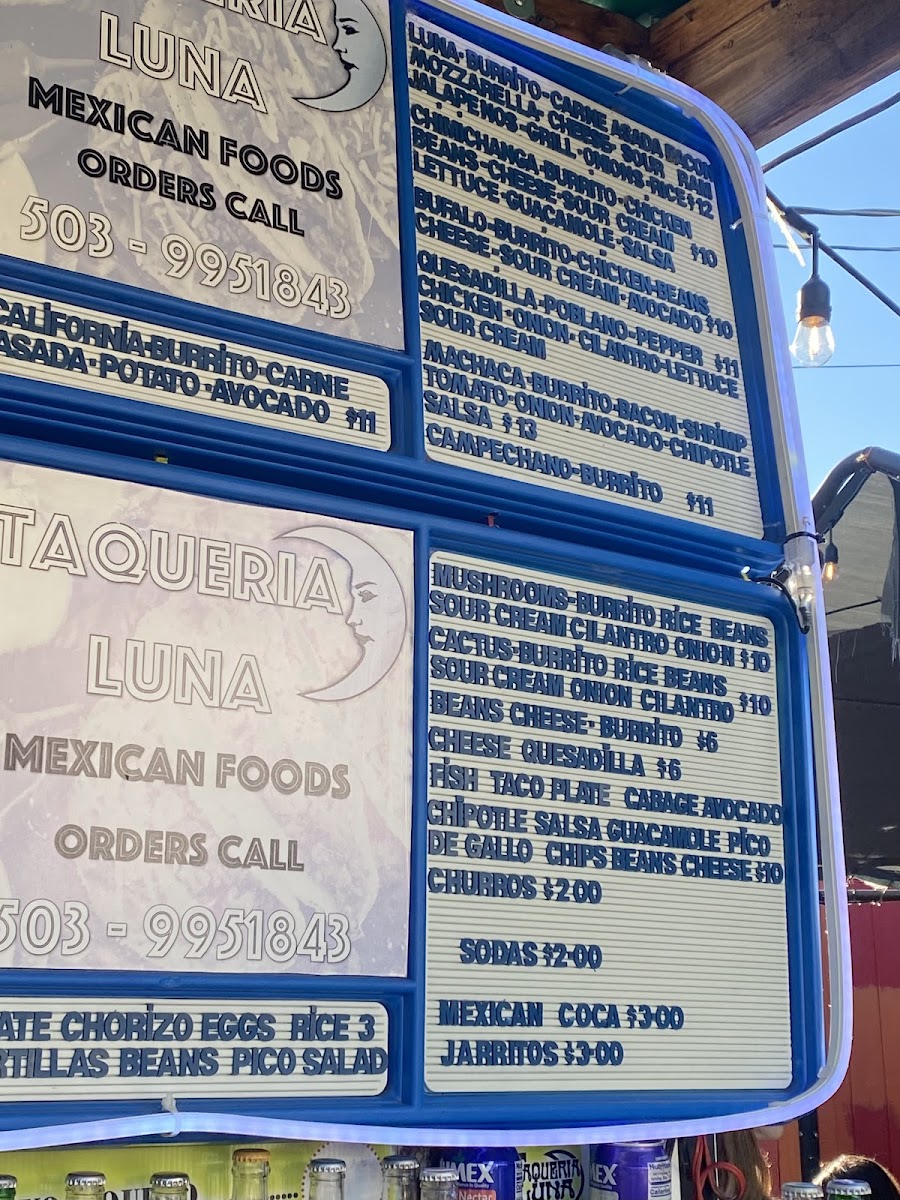 LUNA
MEXICAN FOODS
ORDERS CALL
503 - 9951843
CALIFORNIA-BURRITO-CARNE
ASADA-POTATO-AVOCADO $11
LUNA-BURRITO-CARNE ASADA BACON
MOZZARELLA-CHEESE-SOUR RAM
JALAPENOS-GRILL-ONIONS-RICE $12
CHIMICHANGA-BURRITO-CHICKEN
BEANS-CHEESE-SOUR CREAM
LETTUCE-GUACAMOLE-SALSA $10
BUFALO-BURRITO-CHICKEN-BEANS
CHEESE-SOUR CREAM-AVOCADO $10
QUESADILLA-POBLANO-PEPPER $11
CHICKEN-ONION-CILANTRO-LETTUCE
SOUR CREAM
MACHACA-BURRITO-BACON-SHRIMP
TOMATO-ONION-AVOCADO-CHIPOTLE
SALSA $13
CAMPECHANO-BURRITO $11
TAQUERIA
LUNA
MEXICAN FOODS
ORDERS CALL
503 - 9951843
ATE CHORIZO EGGS RICE 3
RTILLAS BEANS PICO SALAD
MUSHROOMS-BURRITO RICE BEANS
SOUR CREAM CILANTRO ONION $10
CACTUS-BURRITO RICE BEANS
SOUR CREAM ONION CILANTRO $10
BEANS CHEESE-BURRITO $6
CHEESE QUESADILLA $6
FISH TACO PLATE CABAGE AVOCADO
CHIPOTLE SALSA GUACAMOLE PICO
DE GALLO CHIPS BEANS CHEESE $10
CHURROS $2-00
SODAS $2-00
MEXICAN COCA $3-00
JARRITOS $3-00
UMEX
Nectar
TAQUERIA
LUNA